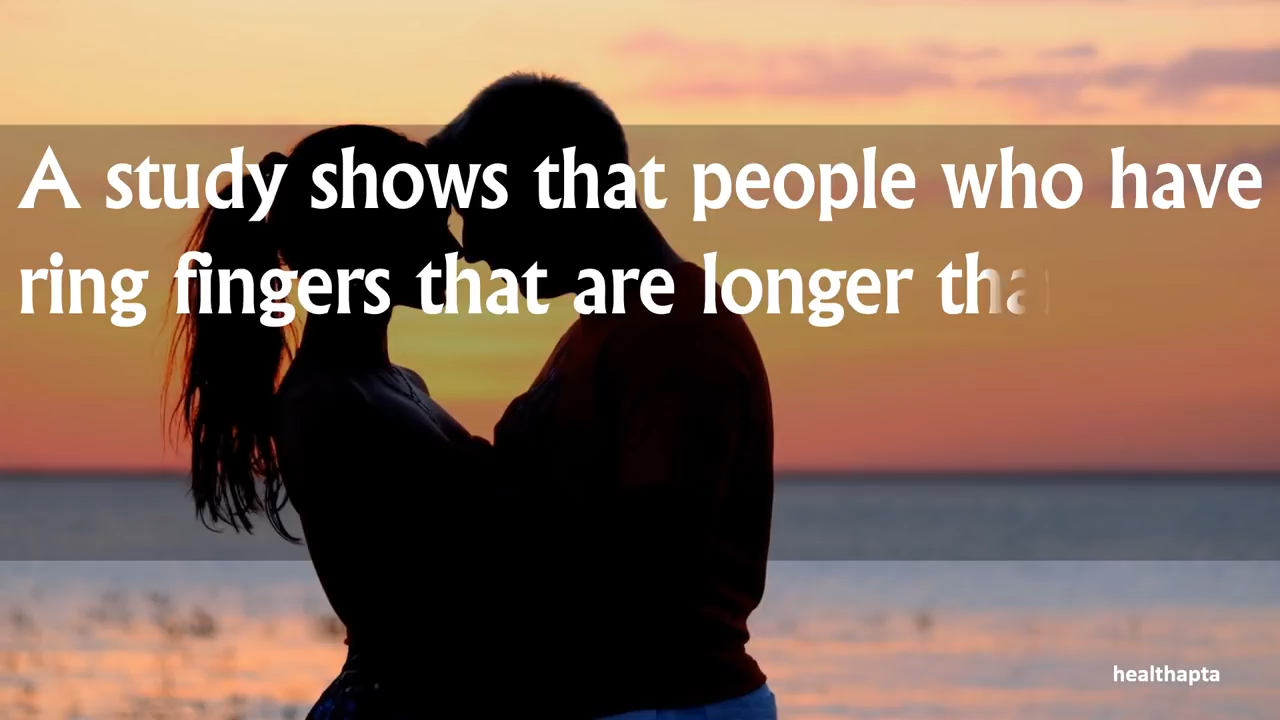 A study shows that people who have
ring fingers that are longer
healthapta